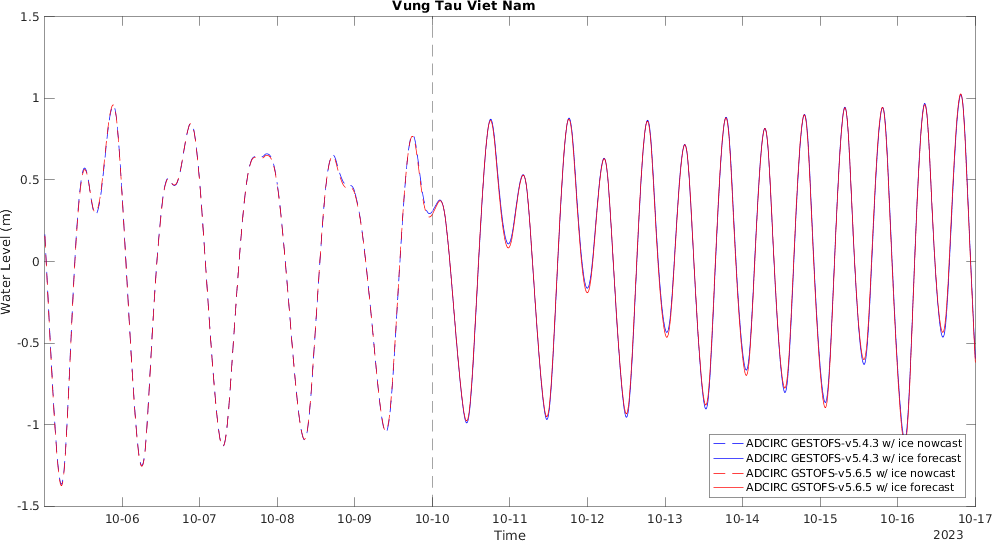 Vung Tau Viet Nam
1.5
1
0.5
0
-0.5
-1
-1.5
Water Level (m)
ADCIRC GESTOFS-v5.4.3 w/ ice nowcast
ADCIRC GESTOFS-v5.4.3 w/ ice forecast
ADCIRC GSTOFS-v5.6.5 w/ ice nowcast
ADCIRC GSTOFS-v5.6.5 w/ ice forecast
10-06 10-07 10-08 10-09 10-10 10-11 10-12 10-13 10-14 10-15 10-16 10-17
Time
2023